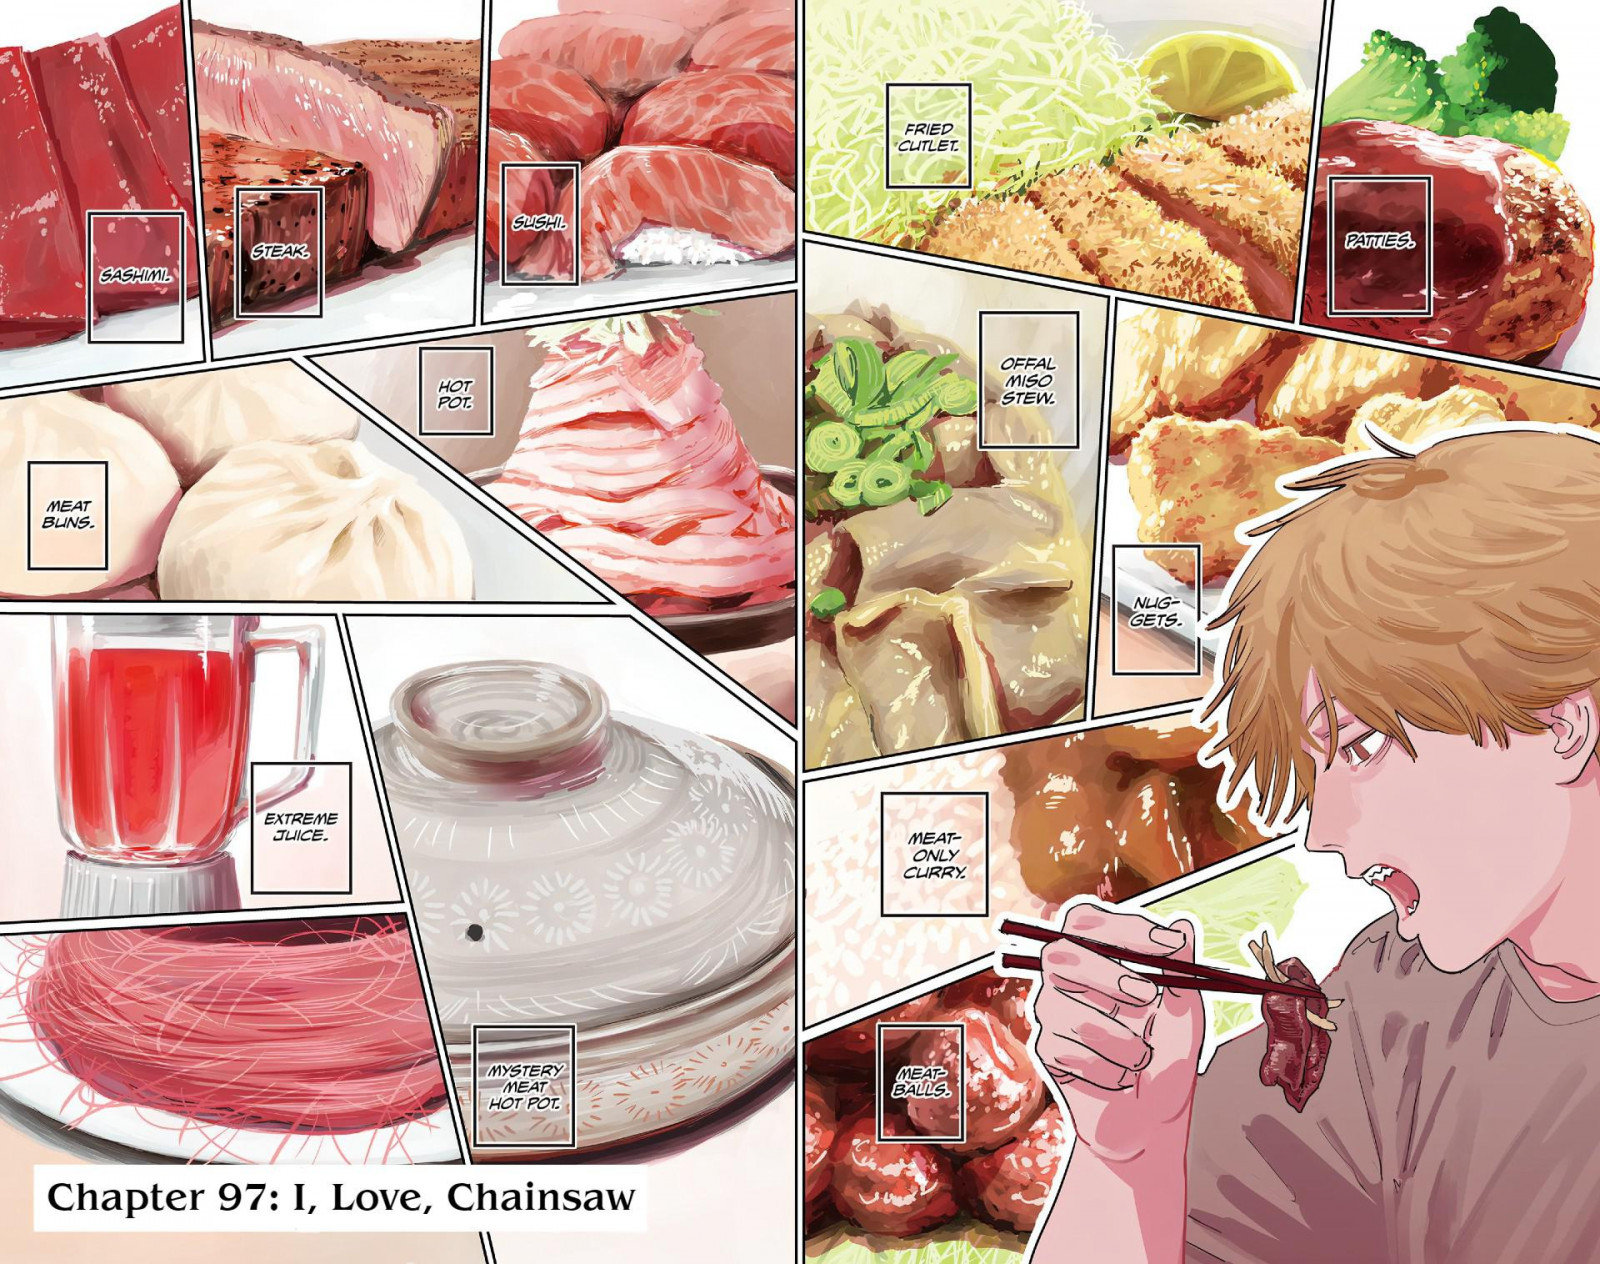 FRIED
CUTLET.
PATTIES.
OFFAL
MISO
STEW.
NUG-
GETS.
MEAT-
ONLY
CURRY.
MEAT-
BALLS.
SASHIMI.
STEAK.
SUSHI.
MEAT
BUNS.
HOT
POT.
EXTREME
JUICE.
MYSTERY
MEAT
HOT POT.
Chapter 97: I, Love, Chainsaw